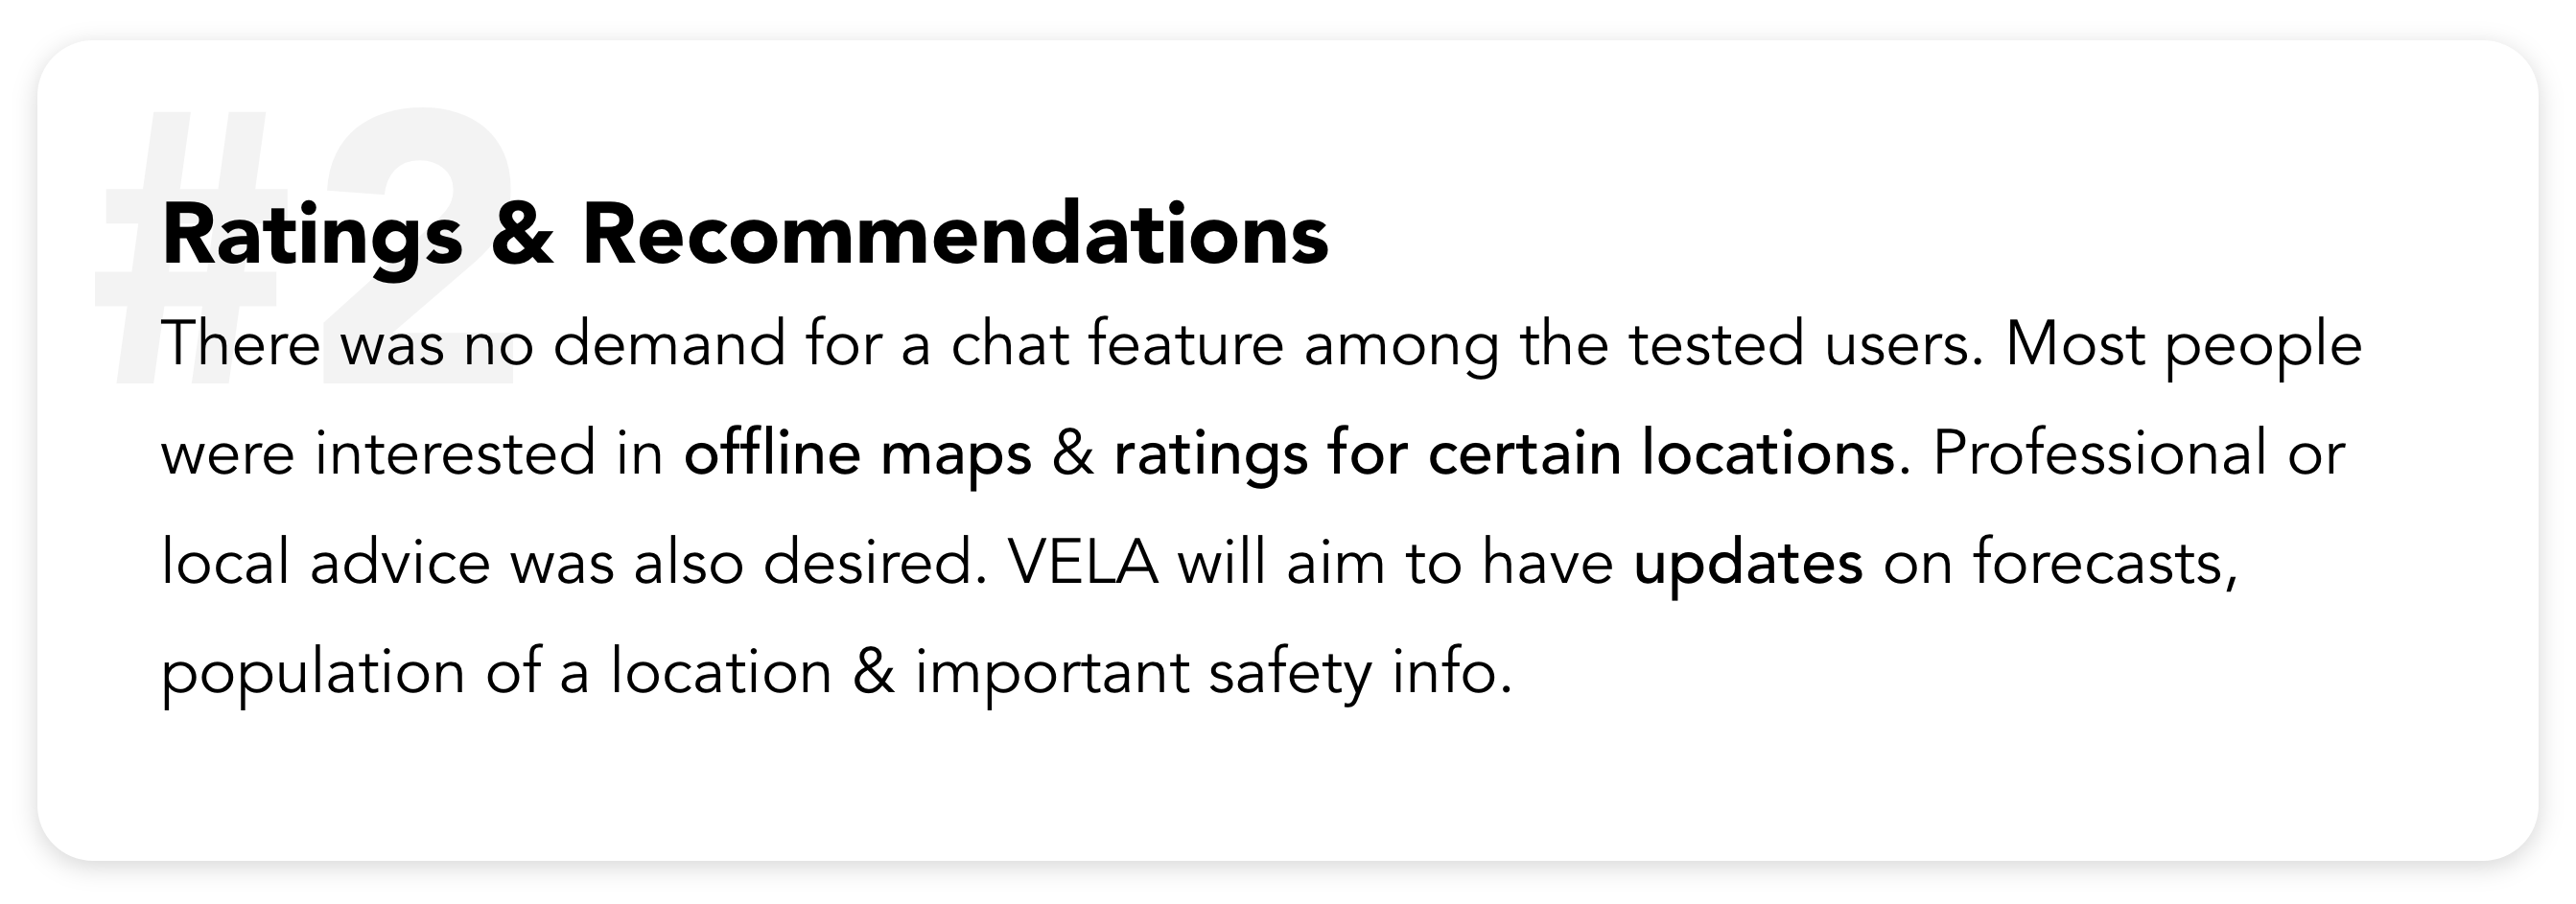 #2
Ratings & Recommendations
There was no demand for a chat feature among the tested users. Most people
were interested in offline maps & ratings for certain locations. Professional or
local advice was also desired. VELA will aim to have updates on forecasts,
population of a location & important safety info.